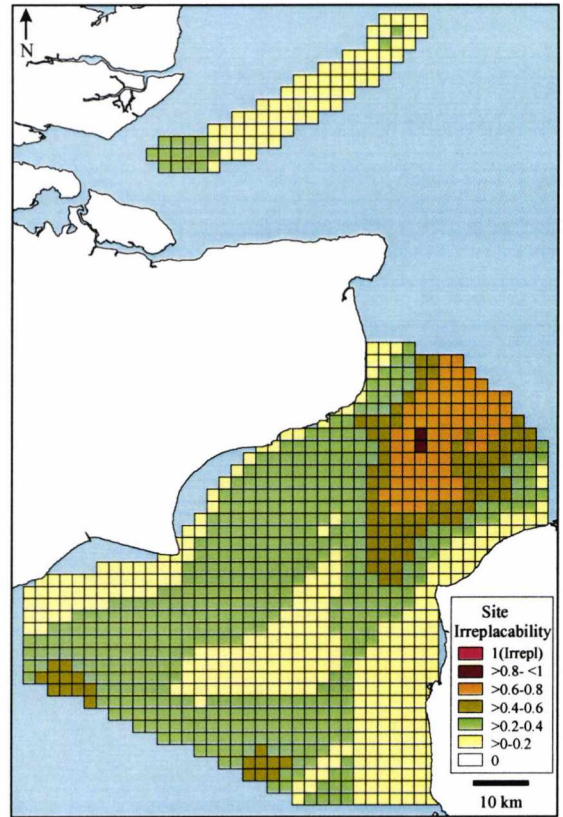 N
Site
Irreplacability
1(Irrepl)
>0.8- <1
>0.6-0.8
>0.4-0.6
>0.2-0.4
>0-0.2
0
10 km